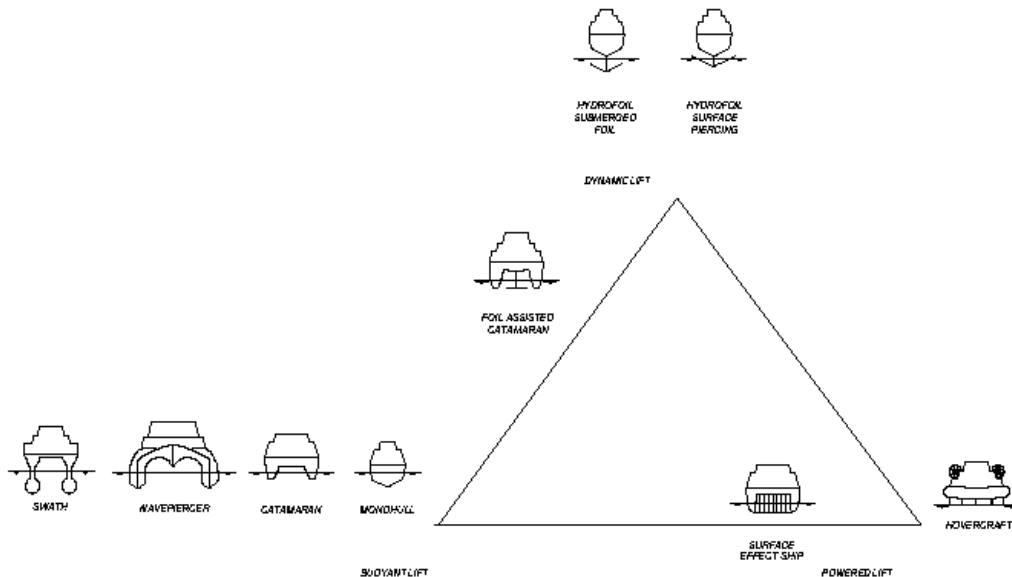 HYDROFOIL
SUBMERGED
FOIL
HYDROFOIL
SURFACE
PIERCING
DYNAMIC LIFT
FOIL ASSISTED
CATAMARAN
SWATH
WAVEPIERCER
CATAMARAN
MONOHULL
SURFACE
EFFECT SHIP
HOVERCRAFT
BUOYANT LIFT
POWERED LIFT